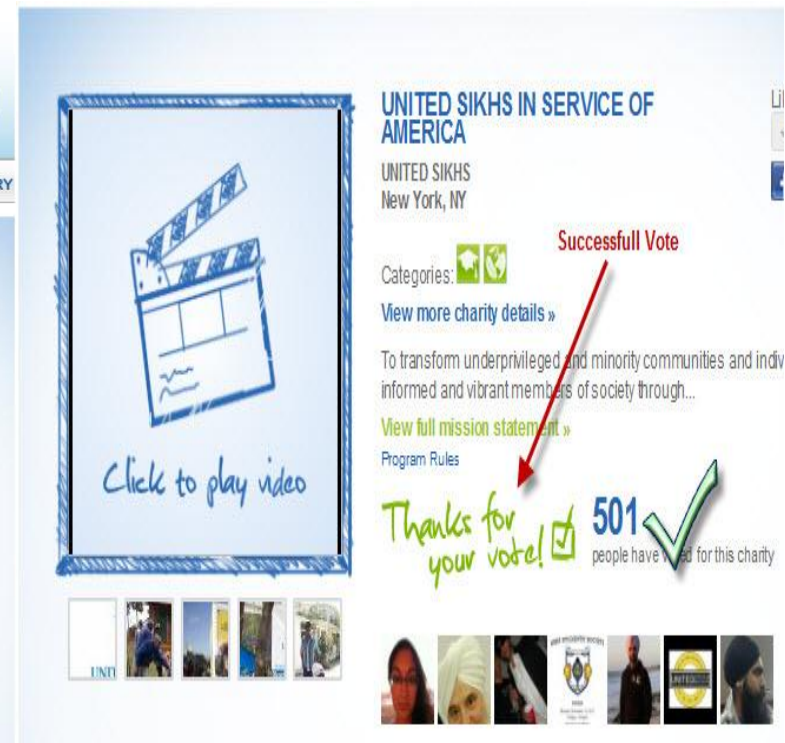 RY
Click to play video
UNITED SIKHS IN SERVICE OF
AMERICA
UNITED SIKHS
New York, NY
Successfull Vote
Categories:
View more charity details »
To transform underprivileged and minority communities and indiv
informed and vibrant members of society through...
View full mission statement »
Program Rules
Thanks for
your vote!
501
people have voted for this charity